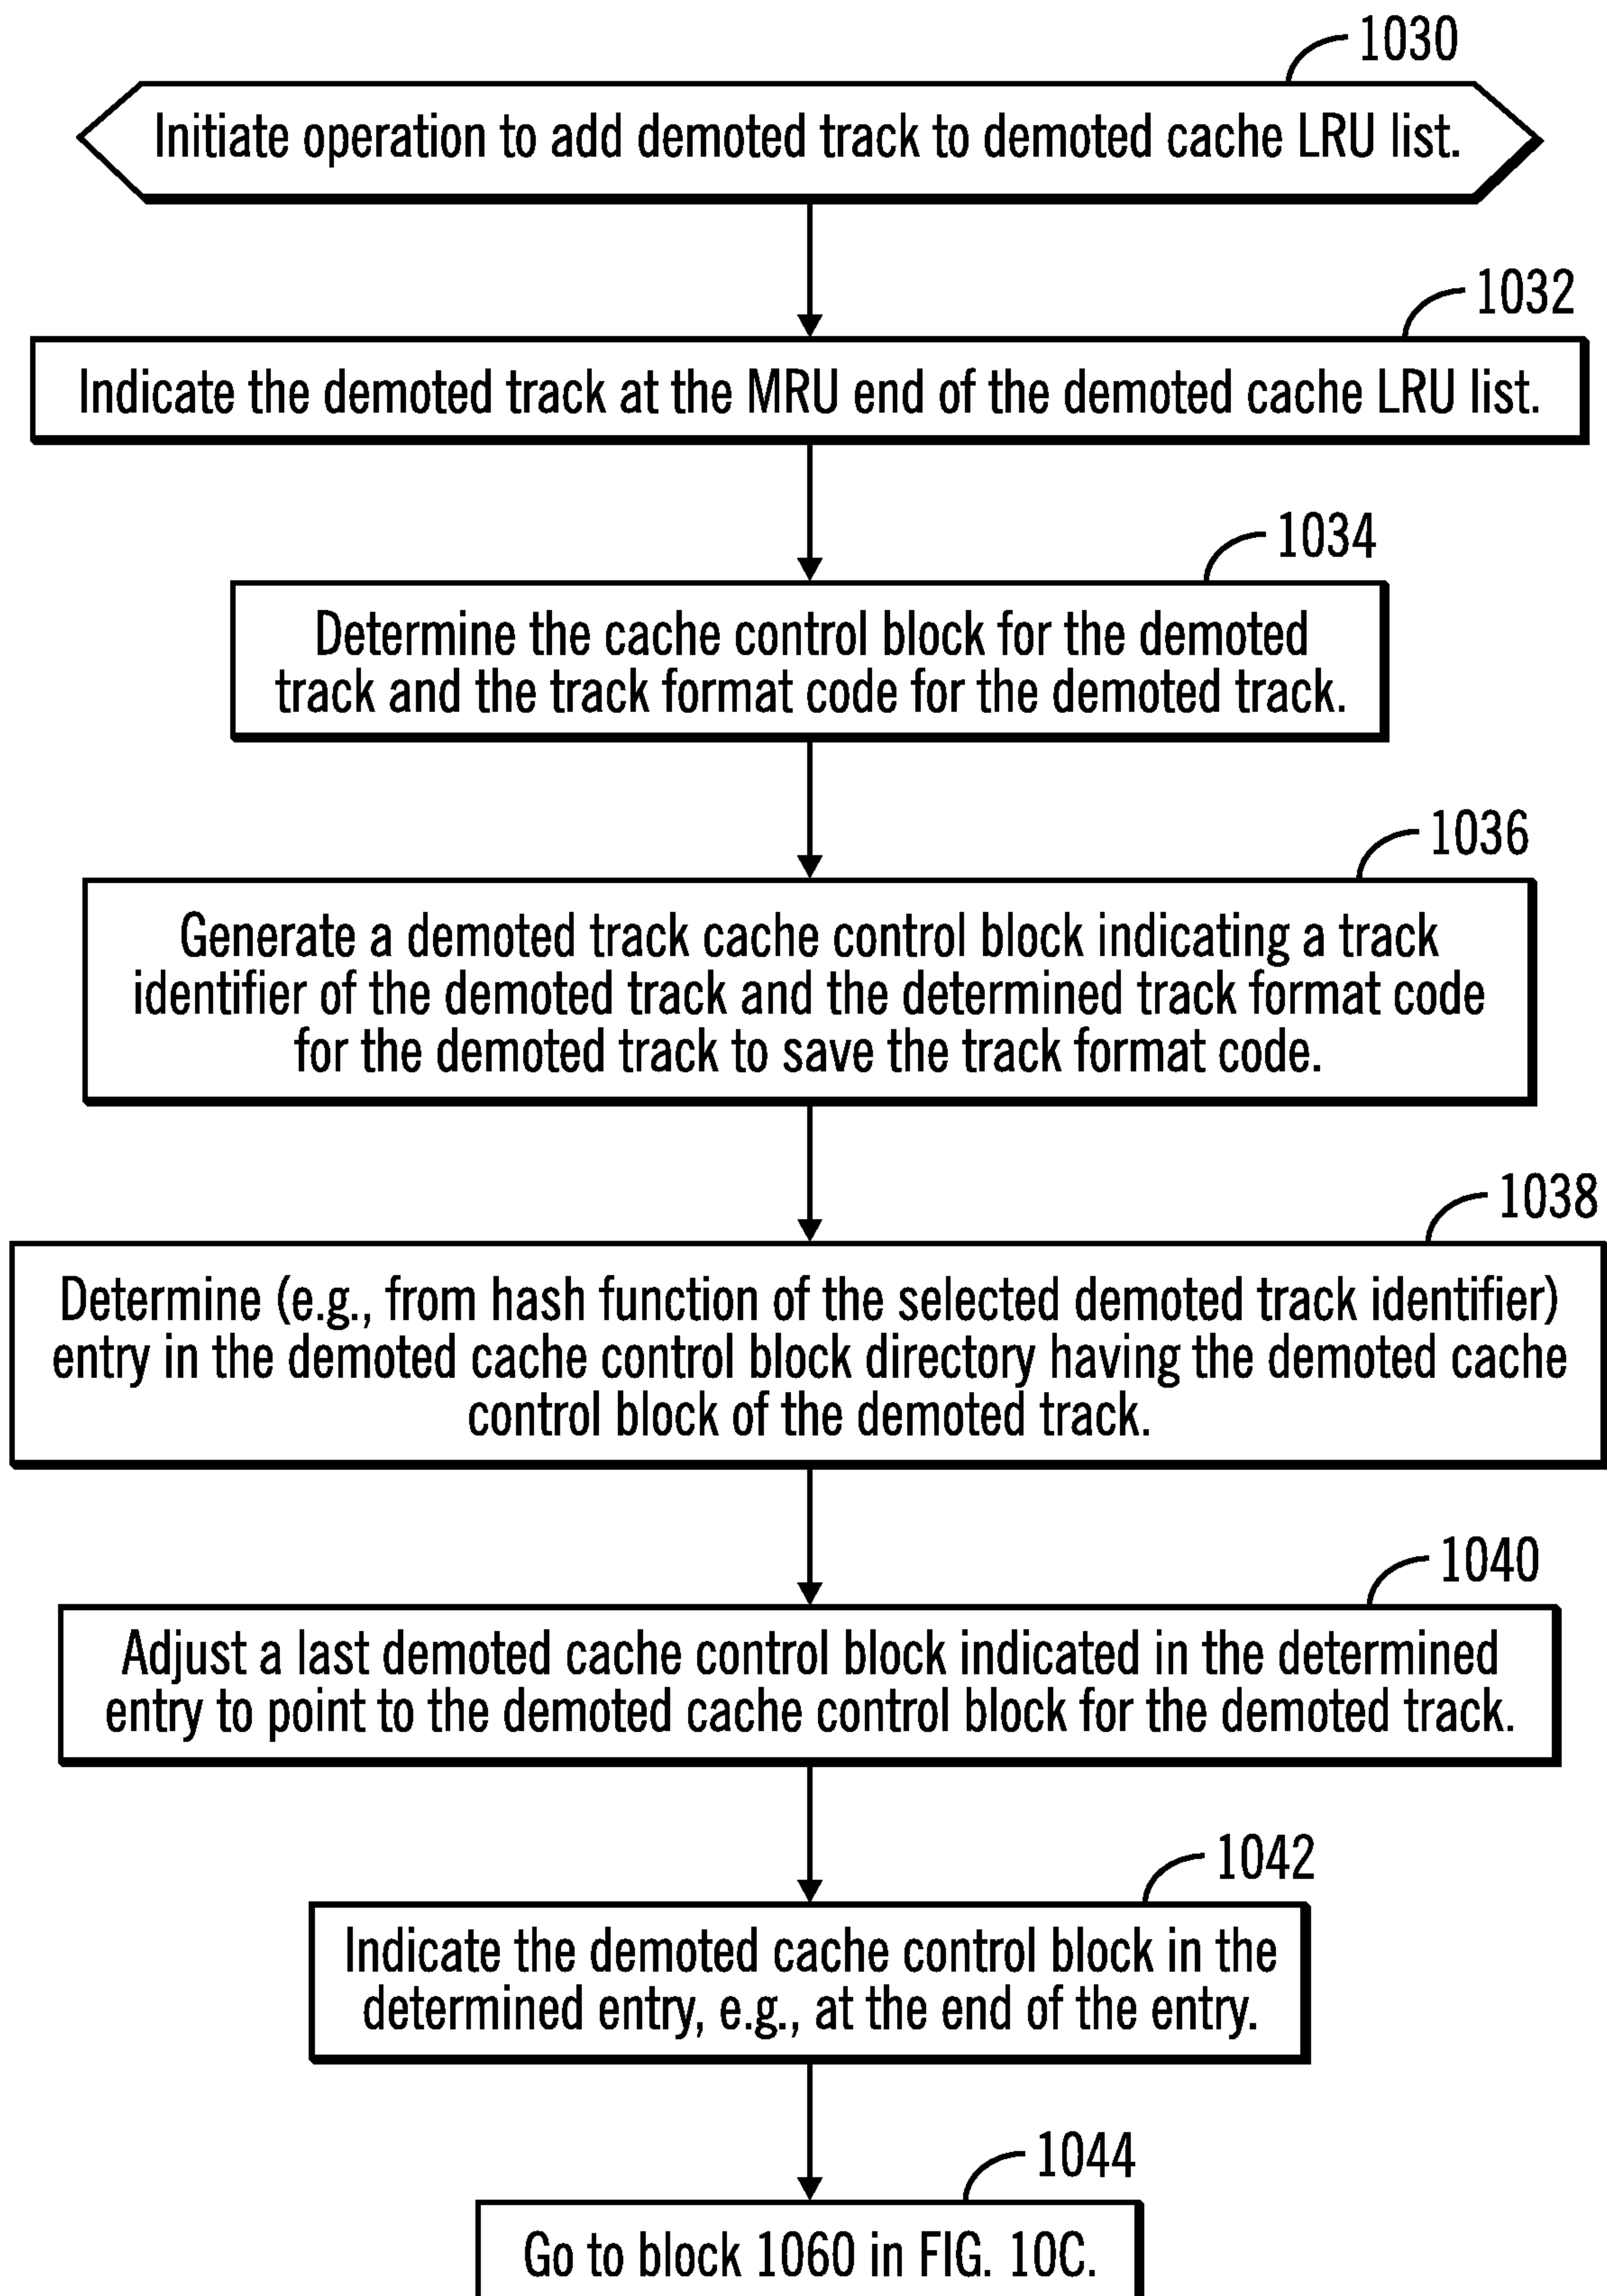 1030
Initiate operation to add demoted track to demoted cache LRU list.
1032
Indicate the demoted track at the MRU end of the demoted cache LRU list.
1034
Determine the cache control block for the demoted
track and the track format code for the demoted track.
1036
Generate a demoted track cache control block indicating a track
identifier of the demoted track and the determined track format code
for the demoted track to save the track format code.
1038
Determine (e.g., from hash function of the selected demoted track identifier)
entry in the demoted cache control block directory having the demoted cache
control block of the demoted track.
1040
Adjust a last demoted cache control block indicated in the determined
entry to point to the demoted cache control block for the demoted track.
1042
Indicate the demoted cache control block in the
determined entry, e.g., at the end of the entry.
1044
Go to block 1060 in FIG. 10C.